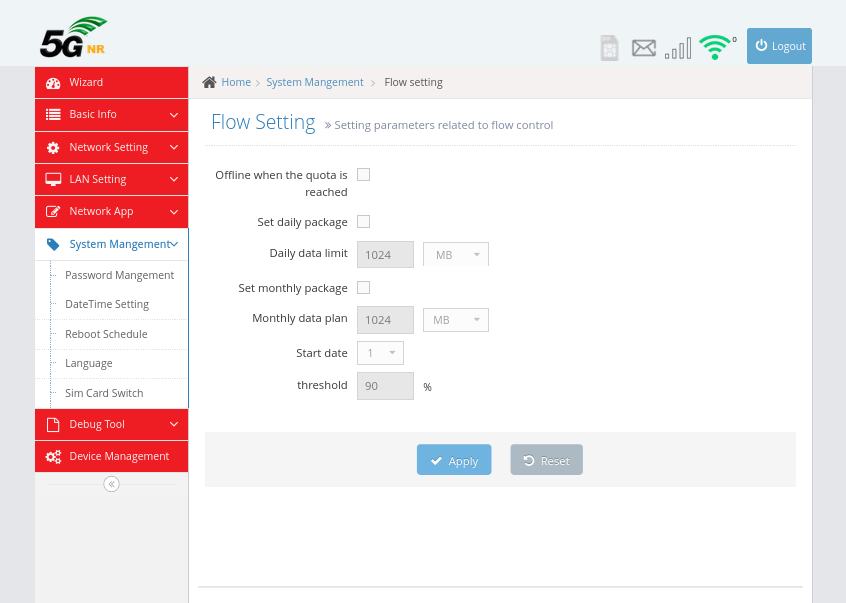 5G NR
0
Logout
Wizard
Basic Info
Network Setting
LAN Setting
Network App
System Mangement
Password Mangement
DateTime Setting
Reboot Schedule
Language
Sim Card Switch
Debug Tool
Device Management
Home > System Mangement > Flow setting
Flow Setting » Setting parameters related to flow control
Offline when the quota is
reached
Set daily package
Daily data limit 1024 MB
Set monthly package
Monthly data plan 1024 MB
Start date 1
threshold 90 %
Apply Reset